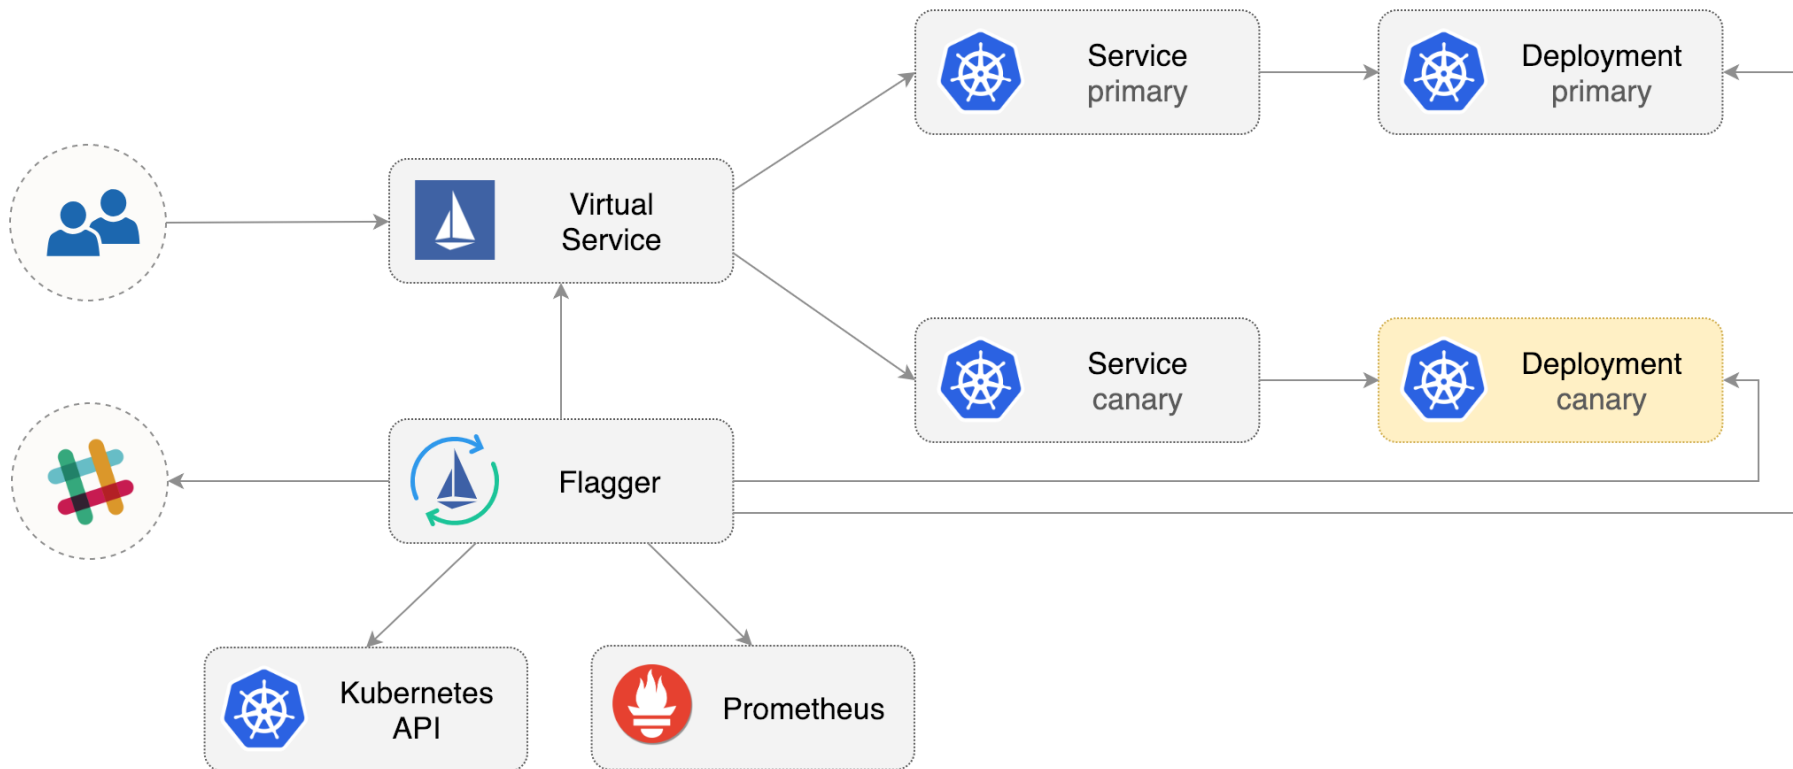 Service
primary
Deployment
primary
Virtual
Service
Service
canary
Deployment
canary
Flagger
Kubernetes
API
Prometheus